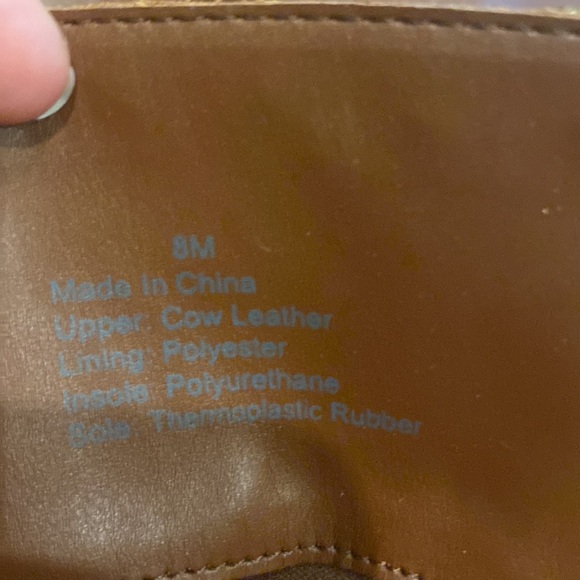 8M
Made In China
Upper: Cow Leather
Lining: Polyester
Insole: Polyurethane
Sole: Thermoplastic Rubber